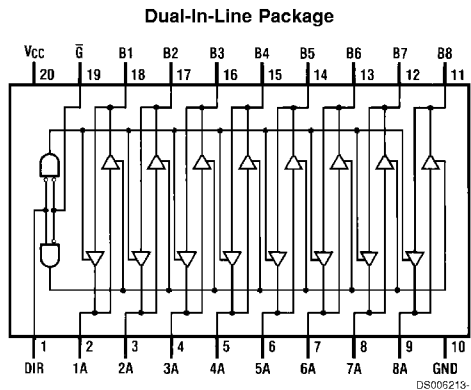 Dual-In-Line Package
VCC G B1 B2 B3 B4 B5 B6 B7 B8
20 19 18 17 16 15 14 13 12 11
1 2 3 4 5 6 7 8 9 10
DIR 1A 2A 3A 4A 5A 6A 7A 8A GND
DS006213-